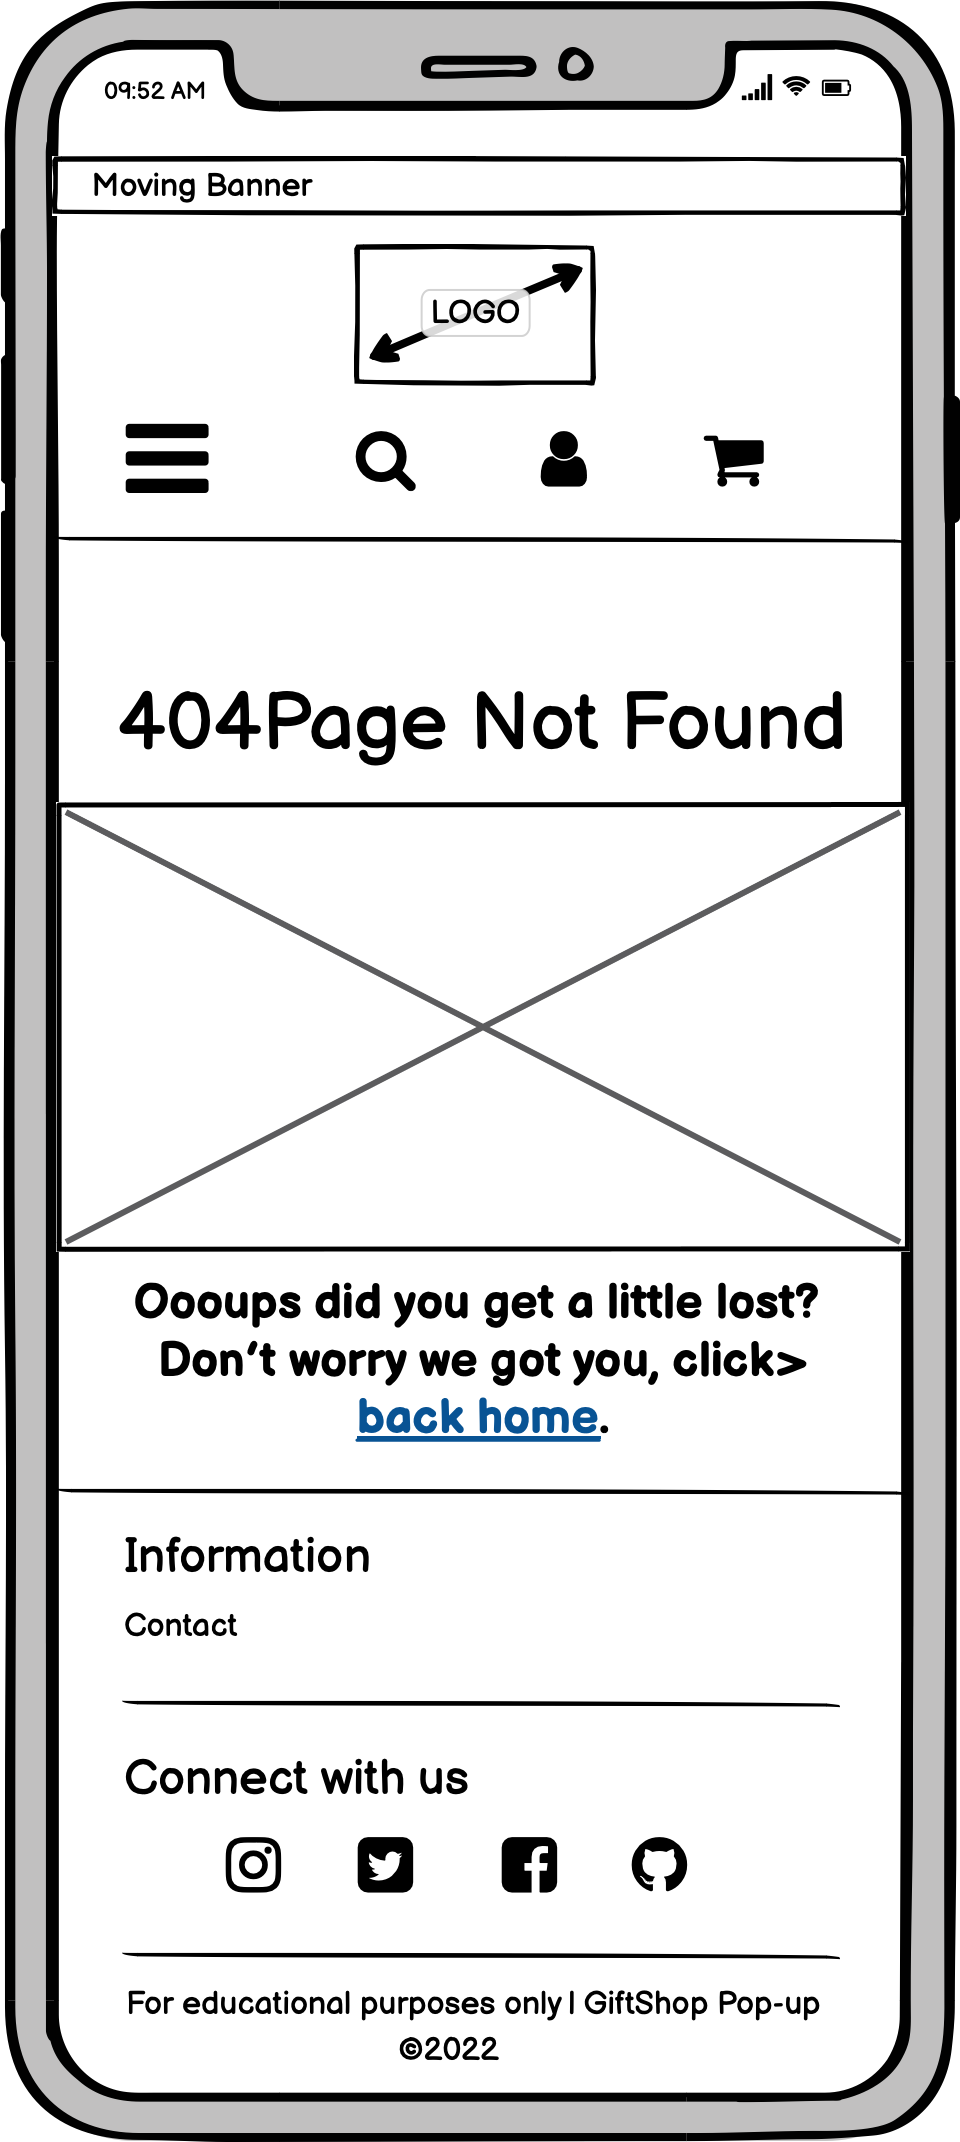 09:52 AM
Moving Banner
LOGO
404Page Not Found
Oooups did you get a little lost?
Don't worry we got you, click>
back home.
Information
Contact
Connect with us
For educational purposes only | GiftShop Pop-up
©2022